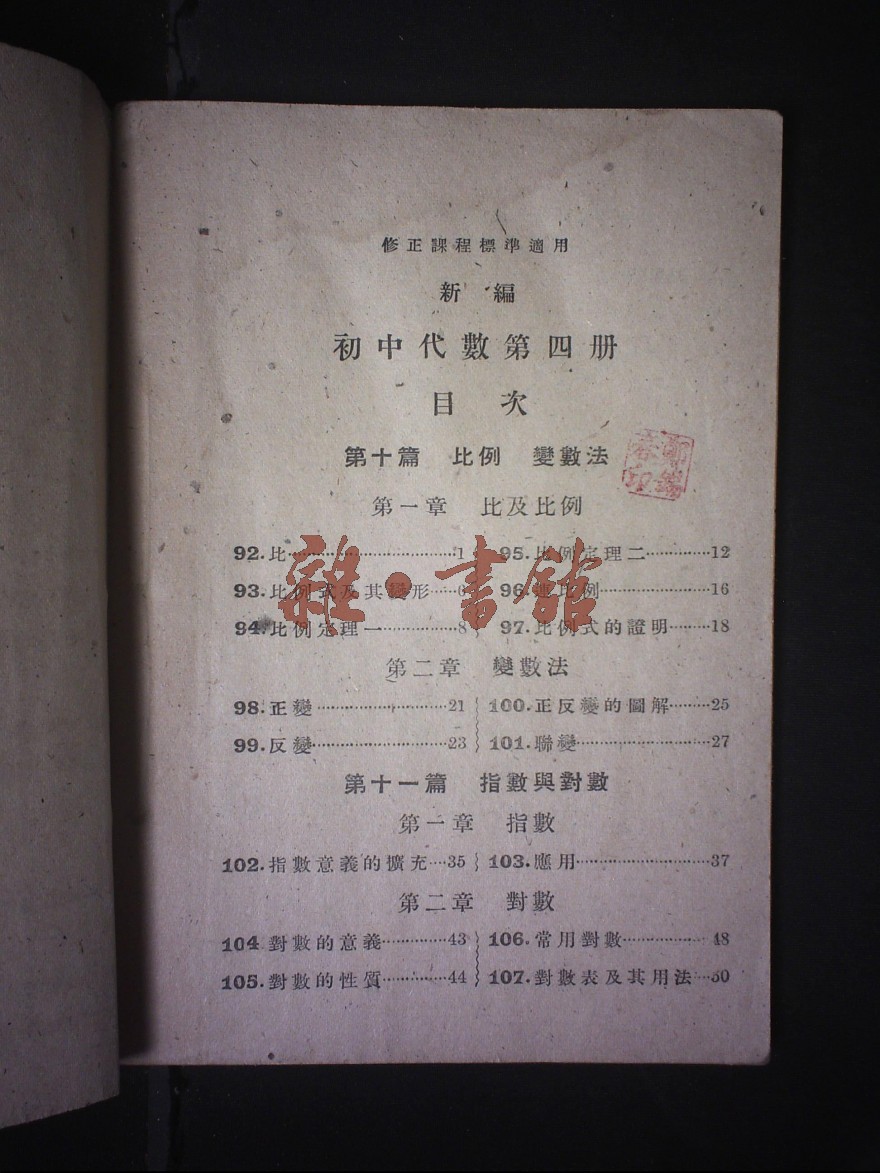 修正課程標準適用
新編
初中代數第四册
目次
第十篇 比例 變數法
第一章 比及比例
92.比……1
93.比例式及其變形……6
94.比例定理一……8
95.比例定理二……12
96.連比例……16
97.比例式的證明……18
第二章 變數法
98.正變……21
99.反變……23
100.正反變的圖解……25
101.聯變……27
第十一篇 指數與對數
第一章 指數
102.指數意義的擴充……35
103.應用……37
第二章 對數
104.對數的意義……43
105.對數的性質……44
106.常用對數……48
107.對數表及其用法……50
雜·書館